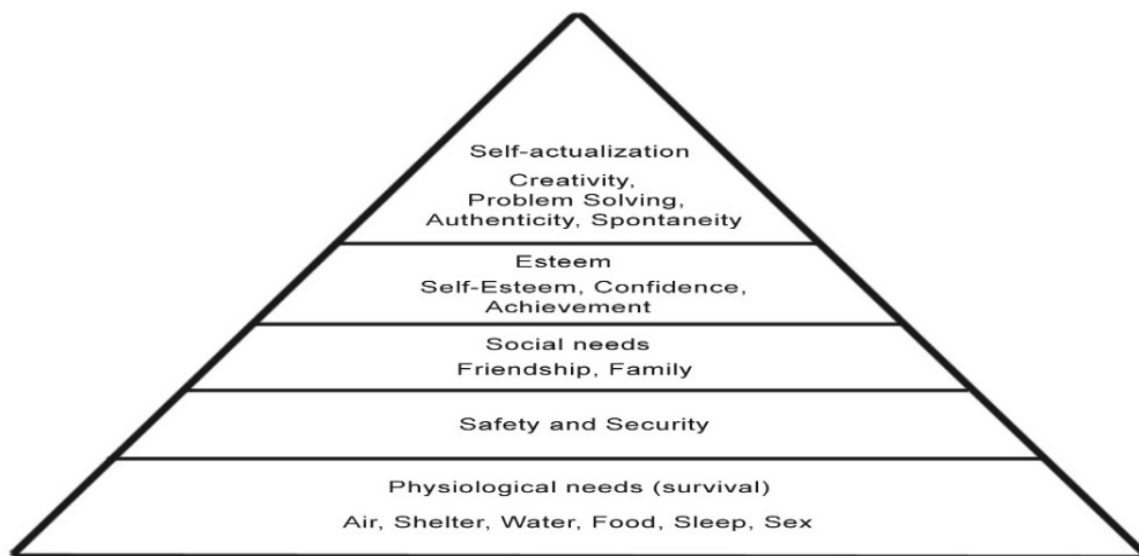 Self-actualization
Creativity,
Problem Solving,
Authenticity, Spontaneity
Esteem
Self-Esteem, Confidence,
Achievement
Social needs
Friendship, Family
Safety and Security
Physiological needs (survival)
Air, Shelter, Water, Food, Sleep, Sex